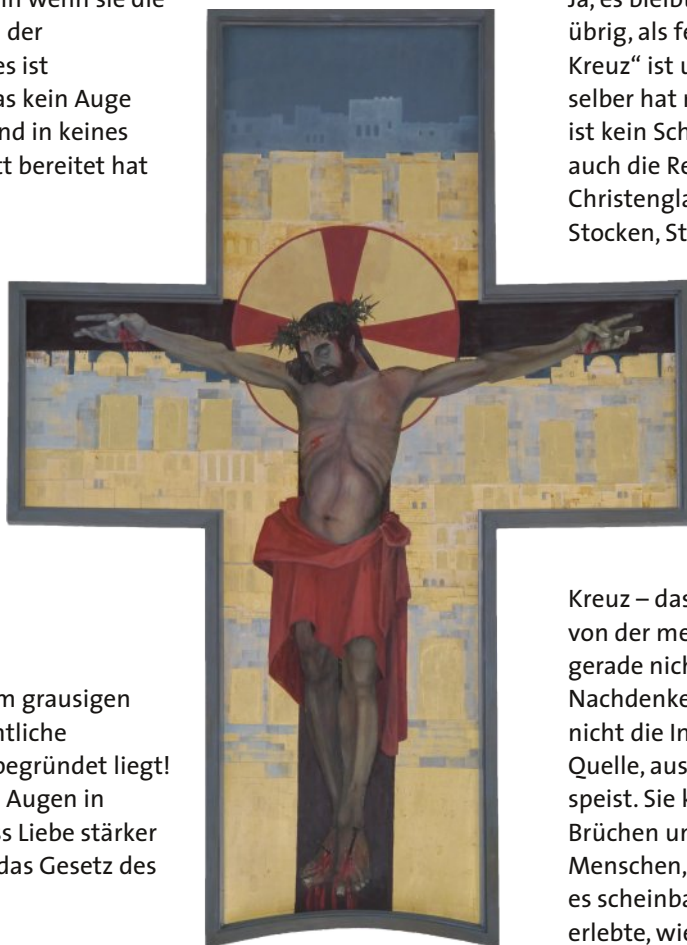 in wenn sie die
der
es ist
as kein Auge
nd in keines
tt bereitet hat
m grausigen
ntliche
begründet liegt!
Augen in
ss Liebe stärker
das Gesetz des
Ja, es bleibt
übrig, als fe
Kreuz“ ist u
selber hat
ist kein Sch
auch die Re
Christengla
Stocken, St
Kreuz – das
von der me
gerade nich
Nachdenke
nicht die In
Quelle, aus
speist. Sie k
Brüchen un
Menschen,
es scheinba
erlebte, wie